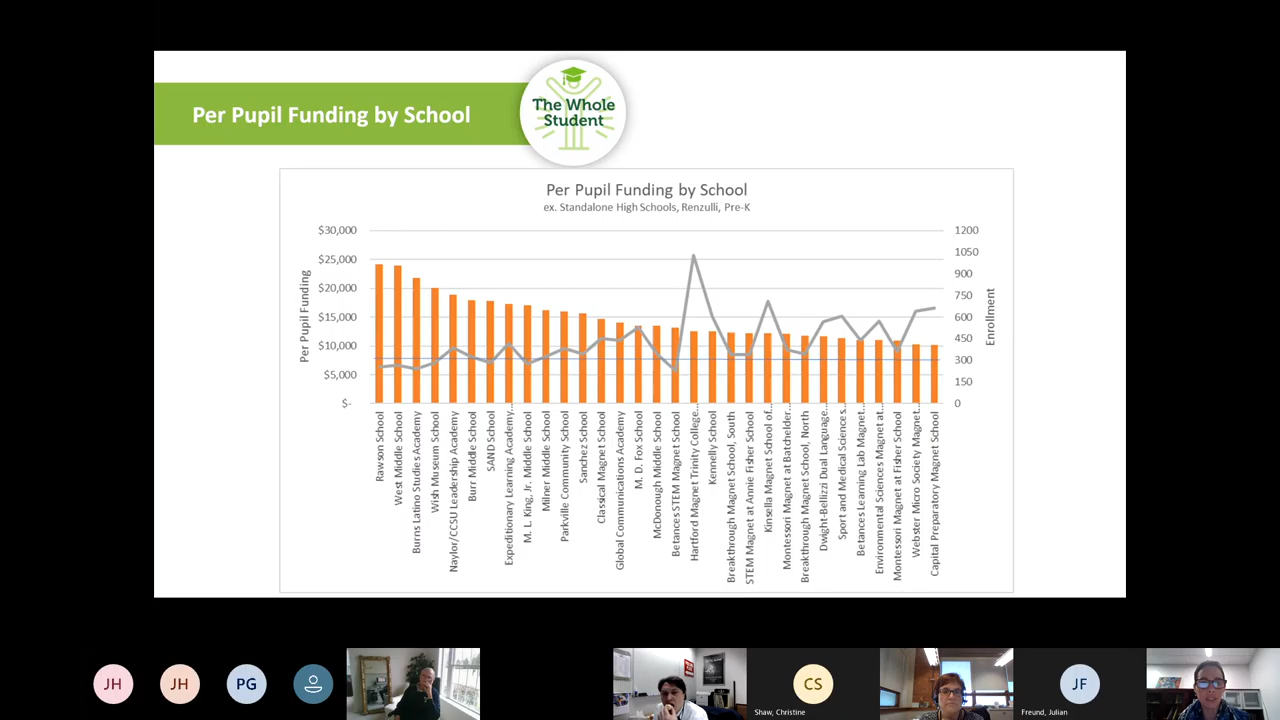 Per Pupil Funding by School
The Whole
Student
Per Pupil Funding by School
ex. Standalone High Schools, Renzulli, Pre-K
Per Pupil Funding
$30,000
$25,000
$20,000
$15,000
$10,000
$5,000
$-
1200
1050
900
750
600
450
300
150
0
Enrollment
Rawson School
West Middle School
Burns Latino Studies Academy
Wish Museum School
Naylor/CCSU Leadership Academy
Burr Middle School
SAND School
Expeditionary Learning Academy...
M. L. King, Jr. Middle School
Milner Middle School
Parkville Community School
Sanchez School
Classical Magnet School
Global Communications Academy
M. D. Fox School
McDonough Middle School
Betances STEM Magnet School
Hartford Magnet Trinity College...
Kennelly School
Breakthrough Magnet School, South
STEM Magnet at Annie Fisher School
Kinsella Magnet School of...
Montessori Magnet at Batchelder...
Breakthrough Magnet School, North
Dwight-Bellizzi Dual Language...
Sport and Medical Sciences...
Betances Learning Lab Magnet...
Environmental Sciences Magnet at...
Montessori Magnet at Fisher School
Webster Micro Society Magnet...
Capital Preparatory Magnet School
JH
JH
PG
CS
Shaw, Christine
JF
Freund, Julian